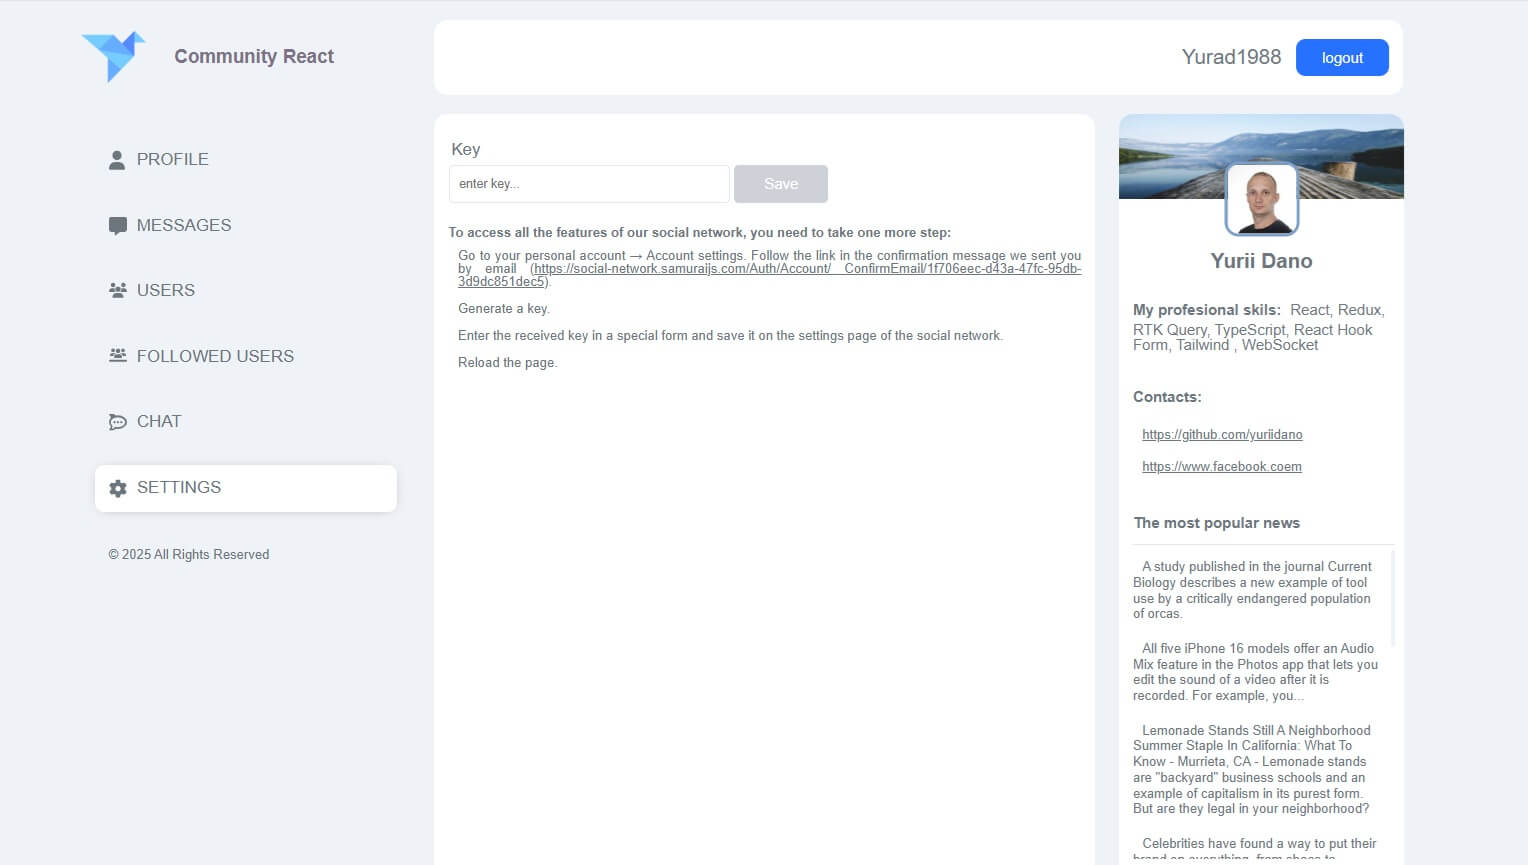 Community React
Yurad1988
logout
PROFILE
MESSAGES
USERS
FOLLOWED USERS
CHAT
SETTINGS
© 2025 All Rights Reserved
Key
enter key...
Save
To access all the features of our social network, you need to take one more step:
Go to your personal account → Account settings. Follow the link in the confirmation message we sent you
by email (https://social-network.samuraijs.com/Auth/Account/ ConfirmEmail/1f706eec-d43a-47fc-95db-
3d9dc851dec5).
Generate a key.
Enter the received key in a special form and save it on the settings page of the social network.
Reload the page.
Yurii Dano
My profesional skils: React, Redux,
RTK Query, TypeScript, React Hook
Form, Tailwind , WebSocket
Contacts:
https://github.com/yuriidano
https://www.facebook.coem
The most popular news
A study published in the journal Current
Biology describes a new example of tool
use by a critically endangered population
of orcas.
All five iPhone 16 models offer an Audio
Mix feature in the Photos app that lets you
edit the sound of a video after it is
recorded. For example, you...
Lemonade Stands Still A Neighborhood
Summer Staple In California: What To
Know - Murrieta, CA - Lemonade stands
are "backyard" business schools and an
example of capitalism in its purest form.
But are they legal in your neighborhood?
Celebrities have found a way to put their
brand on everything, from shoes to